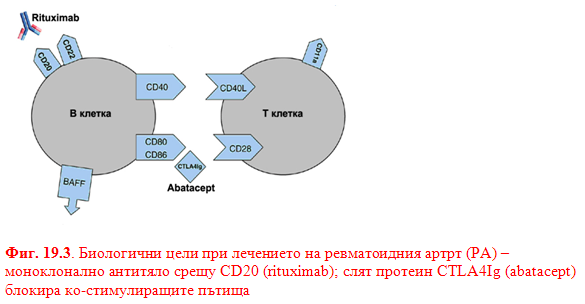 Rituximab
CD20
CD22
CD11a
CD40
CD40L
В клетка
Т клетка
CD80
CD86
CD28
CTLA4Ig
BAFF
Abatacept
Фиг. 19.3. Биологични цели при лечението на ревматоидния артрт (РА) –
моноклонално антитяло срещу CD20 (rituximab); слят протеин CTLA4Ig (abatacept)
блокира ко-стимулиращите пътища